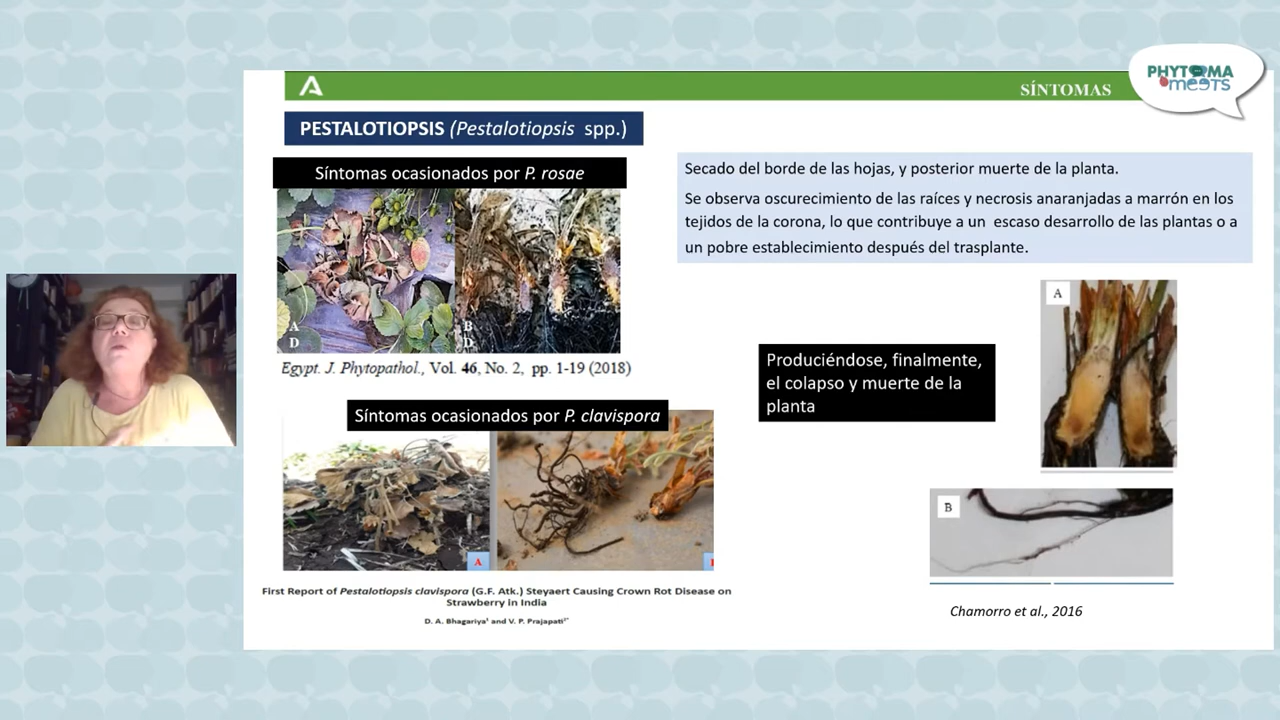 PHYTOMA
meets
SÍNTOMAS
PESTALOTIOPSIS (Pestalotiopsis spp.)
Síntomas ocasionados por P. rosae
A
D
B
D
Egypt. J. Phytopathol., Vol. 46, No. 2, pp. 1-19 (2018)
Síntomas ocasionados por P. clavispora
A
First Report of Pestalotiopsis clavispora (G.F. Atk.) Steyaert Causing Crown Rot Disease on
Strawberry in India
D. A. Bhagariya¹ and V. P. Prajapati²*
Secado del borde de las hojas, y posterior muerte de la planta.
Se observa oscurecimiento de las raíces y necrosis anaranjadas a marrón en los
tejidos de la corona, lo que contribuye a un escaso desarrollo de las plantas o a
un pobre establecimiento después del trasplante.
Produciéndose, finalmente,
el colapso y muerte de la
planta
A
B
Chamorro et al., 2016